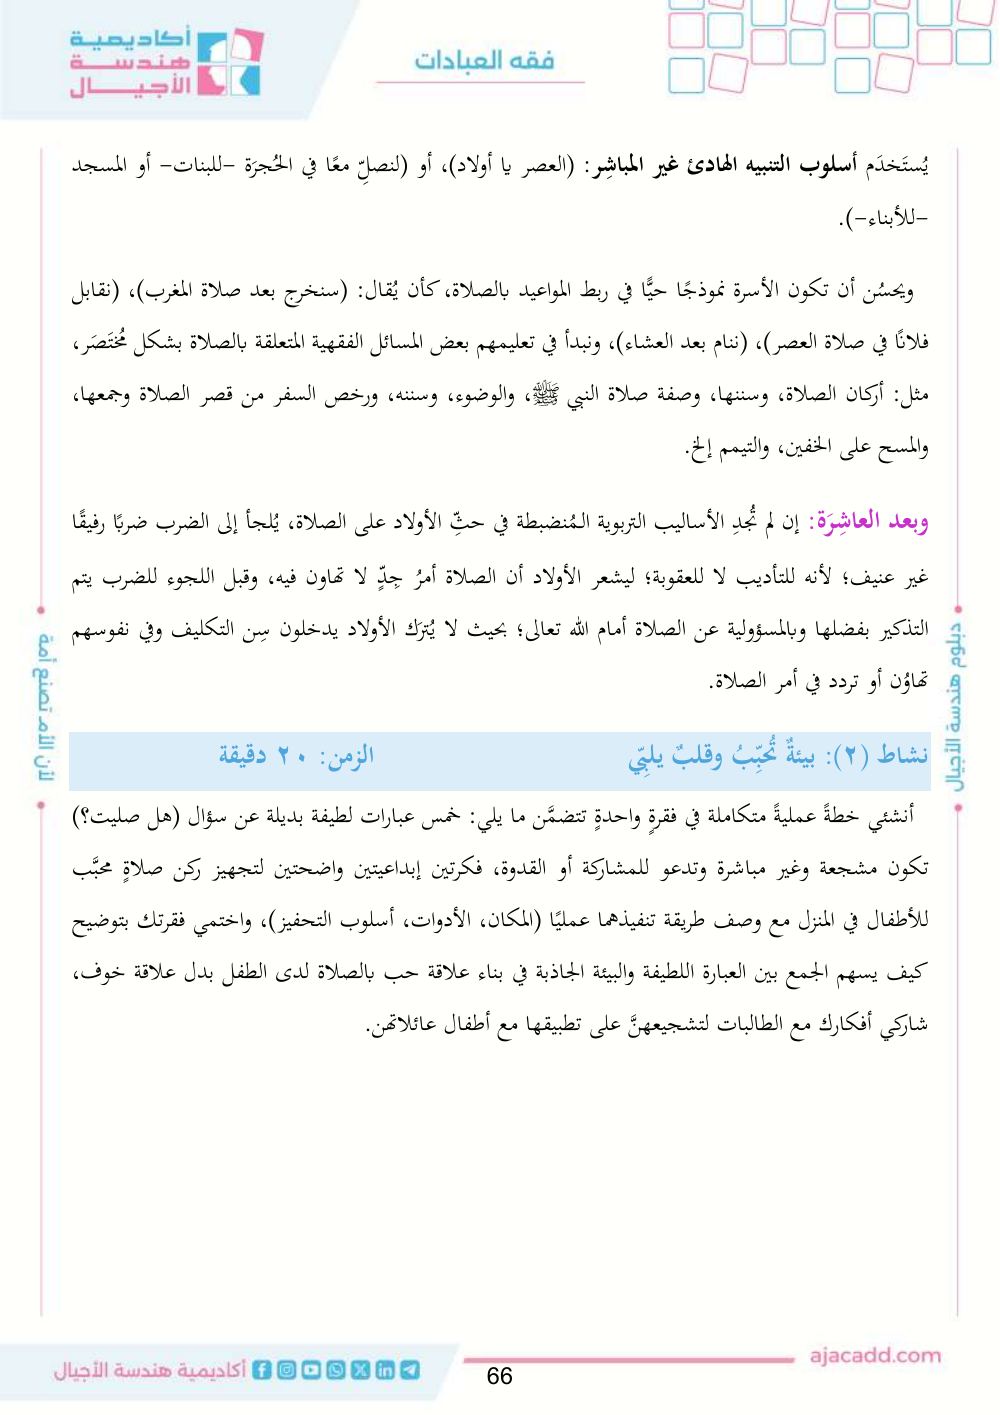 أكاديمية
هندسة
الأجيال
فقه العبادات
يُستَخدَم أسلوب التنبيه الهادئ غير المباشِر: (العصر يا أولاد)، أو (لنصلِّ معًا في الحُجرَة –للبنات– أو المسجد
–للأبناء–).
ويحسُن أن تكون الأسرة نموذجًا حيًّا في ربط المواعيد بالصلاة، كأن يُقال: (سنخرج بعد صلاة المغرب)، (نقابل
فلانًا في صلاة العصر)، (ننام بعد العشاء)، ونبدأ في تعليمهم بعض المسائل الفقهية المتعلقة بالصلاة بشكل مُختَصَر،
مثل: أركان الصلاة، وسننها، وصفة صلاة النبي ﷺ، والوضوء، وسننه، ورخص السفر من قصر الصلاة وجمعها،
والمسح على الخفين، والتيمم إلخ.
وبعد العاشِرَة: إن لم تُجدِ الأساليب التربوية المُنضبطة في حثِّ الأولاد على الصلاة، يُلجأ إلى الضرب ضربًا رفيقًا
غير عنيف؛ لأنه للتأديب لا للعقوبة؛ ليشعر الأولاد أن الصلاة أمرُ جِدٍّ لا تهاون فيه، وقبل اللجوء للضرب يتم
التذكير بفضلها وبالمسؤولية عن الصلاة أمام الله تعالى؛ بحيث لا يُترَك الأولاد يدخلون سِن التكليف وفي نفوسهم
تهاوُن أو تردد في أمر الصلاة.
نشاط (٢): بيئةٌ تُحبِّبُ وقلبٌ يلبِّي الزمن: ٢٠ دقيقة
أنشئي خطةً عمليةً متكاملة في فقرةٍ واحدةٍ تتضمَّن ما يلي: خمس عبارات لطيفة بديلة عن سؤال (هل صليت؟)
تكون مشجعة وغير مباشرة وتدعو للمشاركة أو القدوة، فكرتين إبداعيتين واضحتين لتجهيز ركن صلاةٍ محبَّب
للأطفال في المنزل مع وصف طريقة تنفيذهما عمليًا (المكان، الأدوات، أسلوب التحفيز)، واختمي فقرتك بتوضيح
كيف يسهم الجمع بين العبارة اللطيفة والبيئة الجاذبة في بناء علاقة حب بالصلاة لدى الطفل بدل علاقة خوف،
شاركي أفكارك مع الطالبات لتشجيعهنَّ على تطبيقها مع أطفال عائلاتهن.
دبلوم هندسة الأجيال
لأن الأم تصنع أمة
ajacadd.com
66
أكاديمية هندسة الأجيال